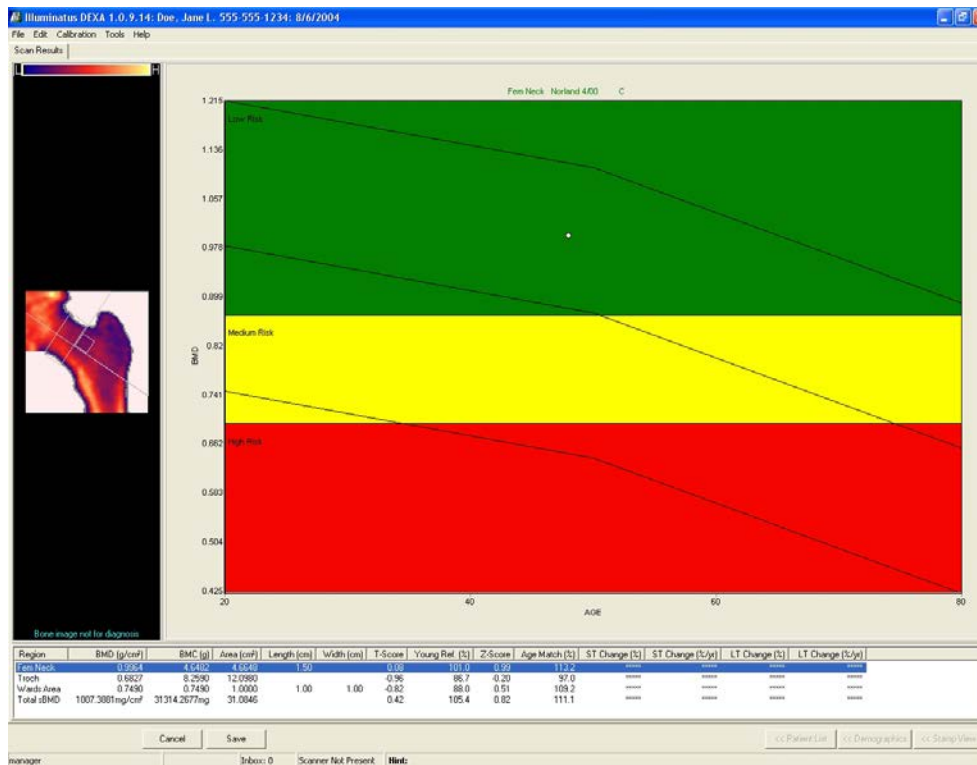 Illuminatus DEXA 1.0.9.14: Doe, Jane L. 555-555-1234: 8/6/2004
File Edit Calibration Tools Help
Scan Results
L H
Fem Neck Norland 4/00 C
1.215
Low Risk
1.136
1.057
0.978
0.899
Medium Risk
0.82
BMD
0.741
0.662
High Risk
0.583
0.504
0.425
20 40 60 80
AGE
Bone image not for diagnosis
Region BMD (g/cm²) BMC (g) Area (cm²) Length (cm) Width (cm) T-Score Young Ref. (%) Z-Score Age Match (%) ST Change (%) ST Change (%/yr) LT Change (%) LT Change (%/yr)
Fem Neck 0.9964 4.6482 4.6648 1.50 0.08 101.0 0.99 113.2 ***** ***** ***** *****
Troch 0.6827 8.2590 12.0980 -0.96 86.7 -0.20 97.0 ***** ***** ***** *****
Wards Area 0.7490 0.7490 1.0000 1.00 1.00 -0.82 88.0 0.51 109.2 ***** ***** ***** *****
Total sBMD 1007.3881mg/cm² 31314.2677mg 31.0846 0.42 105.4 0.82 111.1 ***** ***** ***** *****
Cancel Save << Patient List << Demographics << Stamp View
manager Inbox: 0 Scanner Not Present Hint: